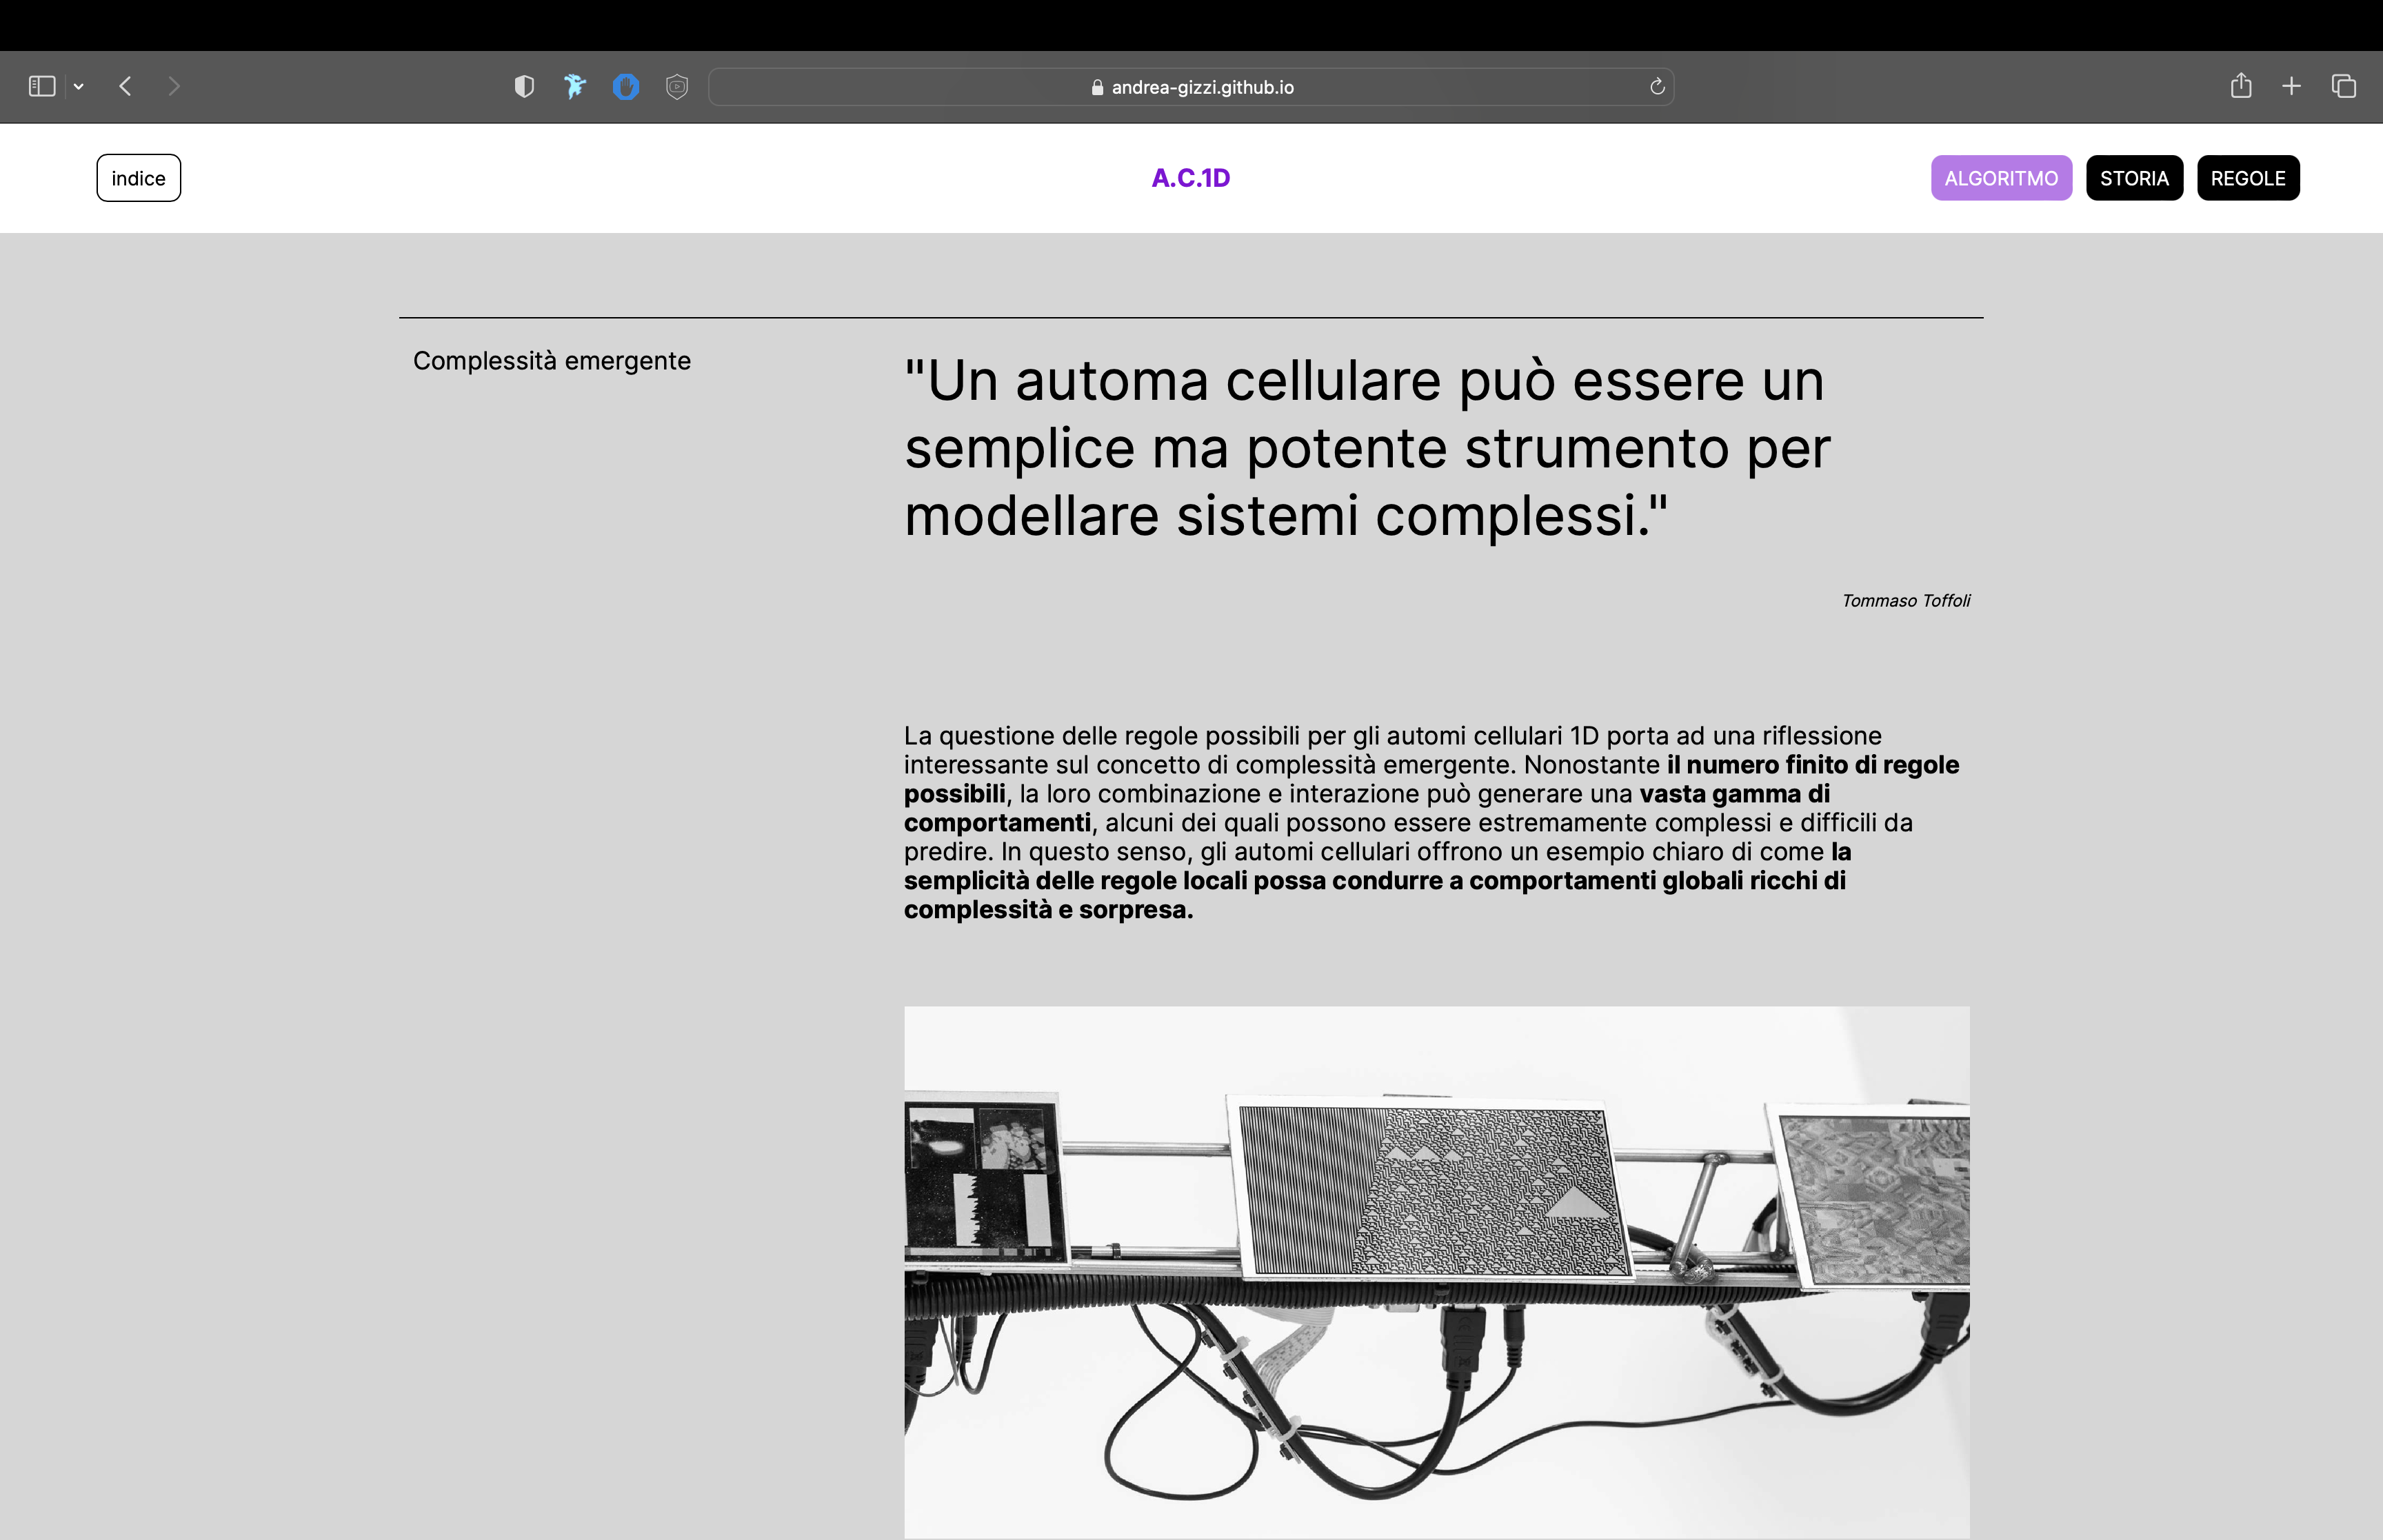 andrea-gizzi.github.io
indice
A.C.1D
ALGORITMO
STORIA
REGOLE
Complessità emergente
"Un automa cellulare può essere un
semplice ma potente strumento per
modellare sistemi complessi."
Tommaso Toffoli
La questione delle regole possibili per gli automi cellulari 1D porta ad una riflessione
interessante sul concetto di complessità emergente. Nonostante il numero finito di regole
possibili, la loro combinazione e interazione può generare una vasta gamma di
comportamenti, alcuni dei quali possono essere estremamente complessi e difficili da
predire. In questo senso, gli automi cellulari offrono un esempio chiaro di come la
semplicità delle regole locali possa condurre a comportamenti globali ricchi di
complessità e sorpresa.